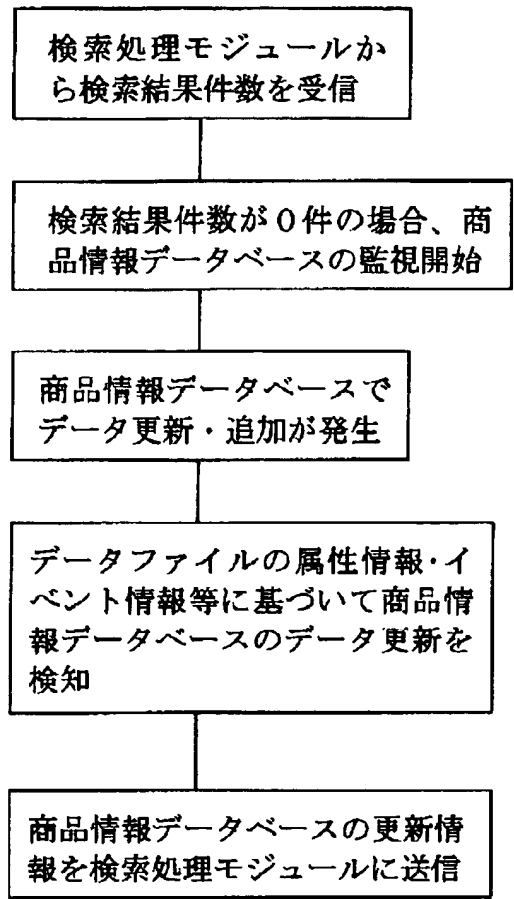 検索処理モジュールか
ら検索結果件数を受信
検索結果件数が０件の場合、商
品情報データベースの監視開始
商品情報データベースで
データ更新・追加が発生
データファイルの属性情報・イ
ベント情報等に基づいて商品情
報データベースのデータ更新を
検知
商品情報データベースの更新情
報を検索処理モジュールに送信